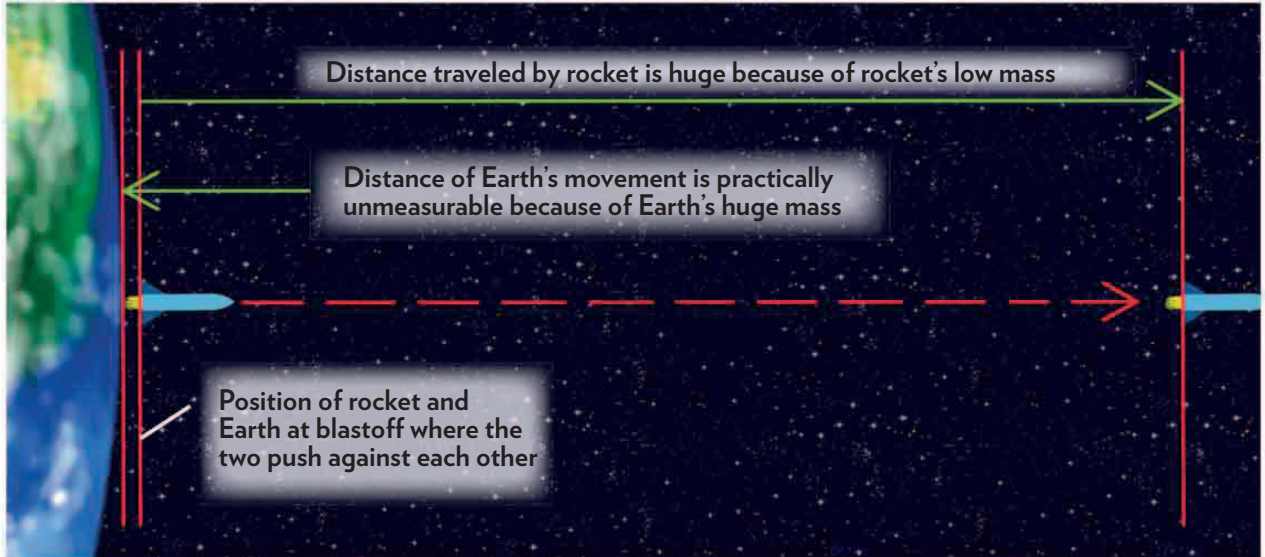 Distance traveled by rocket is huge because of rocket's low mass
Distance of Earth's movement is practically
unmeasurable because of Earth's huge mass
Position of rocket and
Earth at blastoff where the
two push against each other